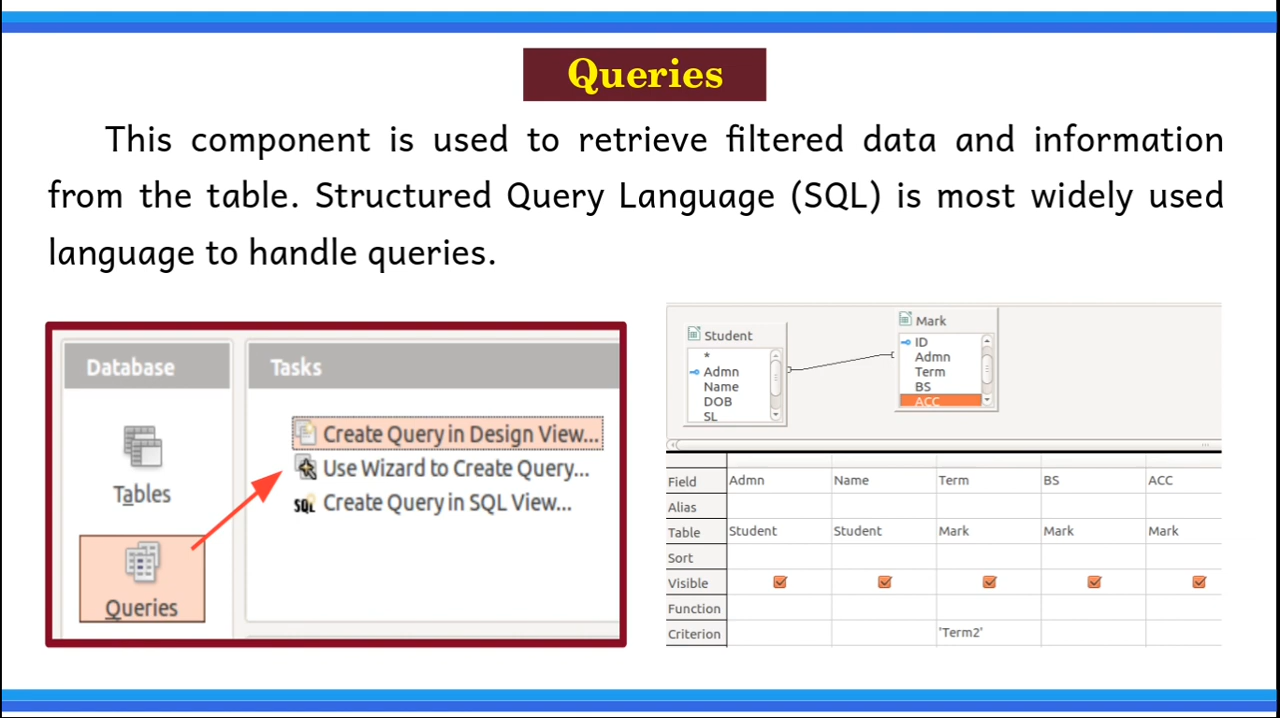 Queries
This component is used to retrieve filtered data and information
from the table. Structured Query Language (SQL) is most widely used
language to handle queries.
Database
Tables
Queries
Tasks
Create Query in Design View...
Use Wizard to Create Query...
SQL Create Query in SQL View...
Student
*
Admn
Name
DOB
SL
Mark
ID
Admn
Term
BS
ACC
Field Admn Name Term BS ACC
Alias
Table Student Student Mark Mark Mark
Sort
Visible
Function
Criterion 'Term2'